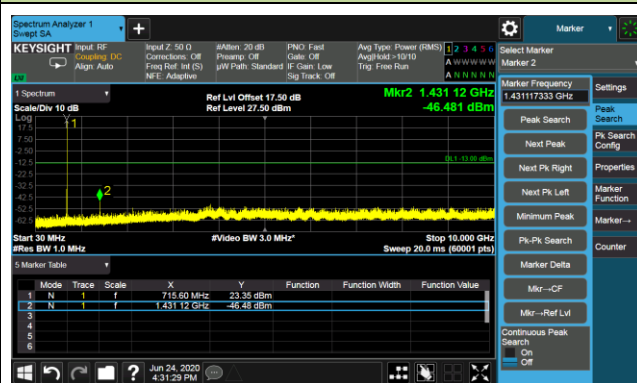 Spectrum Analyzer 1
Swept SA
+
Marker
KEYSIGHT
Input: RF
Coupling: DC
Align: Auto
Input Z: 50 Ω
Corrections: Off
Freq Ref: Int (S)
NFE: Adaptive
#Atten: 20 dB
Preamp: Off
µW Path: Standard
PNO: Fast
Gate: Off
IF Gain: Low
Sig Track: Off
Avg Type: Power (RMS)
Avg|Hold:>10/10
Trig: Free Run
1 2 3 4 5 6
A W W W W W
A N N N N N
Select Marker
Marker 2
1 Spectrum
Scale/Div 10 dB
Log
Ref Lvl Offset 17.50 dB
Ref Level 27.50 dBm
Mkr2 1.431 12 GHz
-46.481 dBm
17.5
7.50
-2.50
-12.5
-22.5
-32.5
-42.5
-52.5
-62.5
1
2
DL1 -13.00 dBm
Start 30 MHz
#Res BW 1.0 MHz
#Video BW 3.0 MHz*
Stop 10.000 GHz
Sweep 20.0 ms (60001 pts)
5 Marker Table
Mode Trace Scale X Y Function Function Width Function Value
1 N 1 f 715.60 MHz 23.35 dBm
2 N 1 f 1.431 12 GHz -46.48 dBm
3
4
5
6
Marker Frequency
1.431117333 GHz
Peak Search
Next Peak
Next Pk Right
Next Pk Left
Minimum Peak
Pk-Pk Search
Marker Delta
Mkr→CF
Mkr→Ref Lvl
Continuous Peak
Search
On
Off
Settings
Peak
Search
Pk Search
Config
Properties
Marker
Function
Marker→
Counter
?
Jun 24, 2020
4:31:29 PM